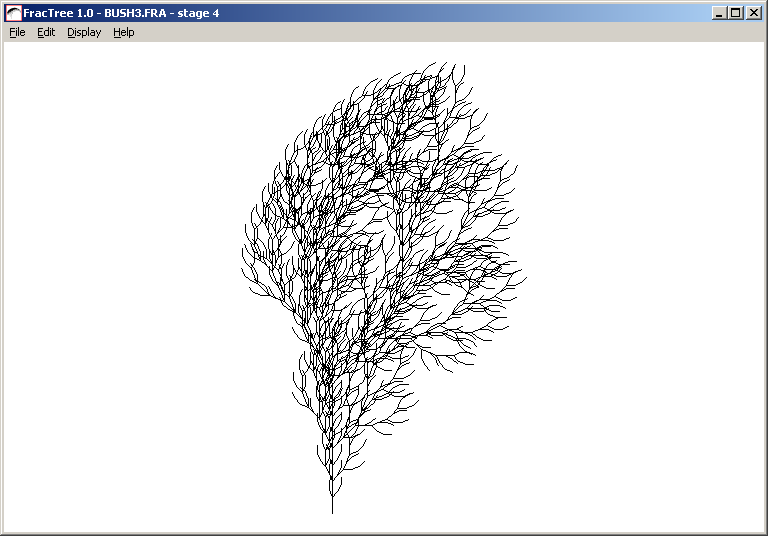 FracTree 1.0 - BUSH3.FRA - stage 4
File Edit Display Help